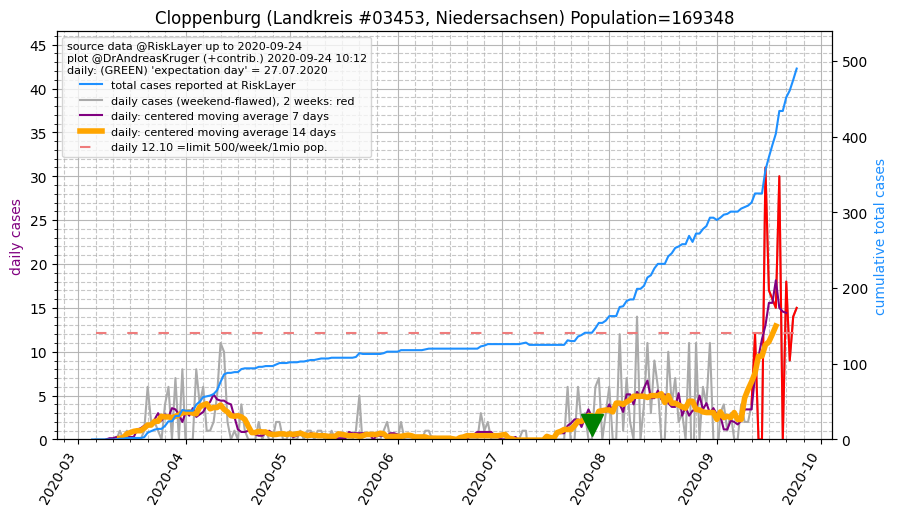 Cloppenburg (Landkreis #03453, Niedersachsen) Population=169348
source data @RiskLayer up to 2020-09-24
plot @DrAndreasKruger (+contrib.) 2020-09-24 10:12
daily: (GREEN) 'expectation day' = 27.07.2020
total cases reported at RiskLayer
daily cases (weekend-flawed), 2 weeks: red
daily: centered moving average 7 days
daily: centered moving average 14 days
daily 12.10 =limit 500/week/1mio pop.
daily cases
45
40
35
30
25
20
15
10
5
0
cumulative total cases
500
400
300
200
100
0
2020-03
2020-04
2020-05
2020-06
2020-07
2020-08
2020-09
2020-10